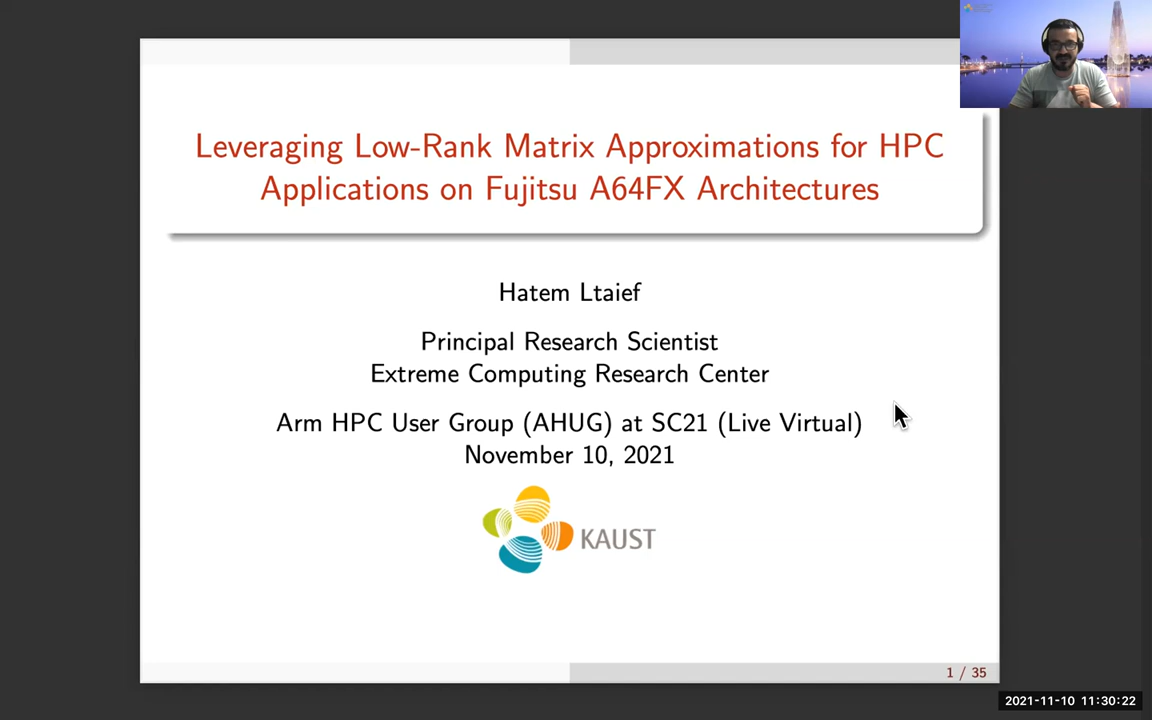 Leveraging Low-Rank Matrix Approximations for HPC
Applications on Fujitsu A64FX Architectures
Hatem Ltaief
Principal Research Scientist
Extreme Computing Research Center
Arm HPC User Group (AHUG) at SC21 (Live Virtual)
November 10, 2021
KAUST
1 / 35
2021-11-10 11:30:22